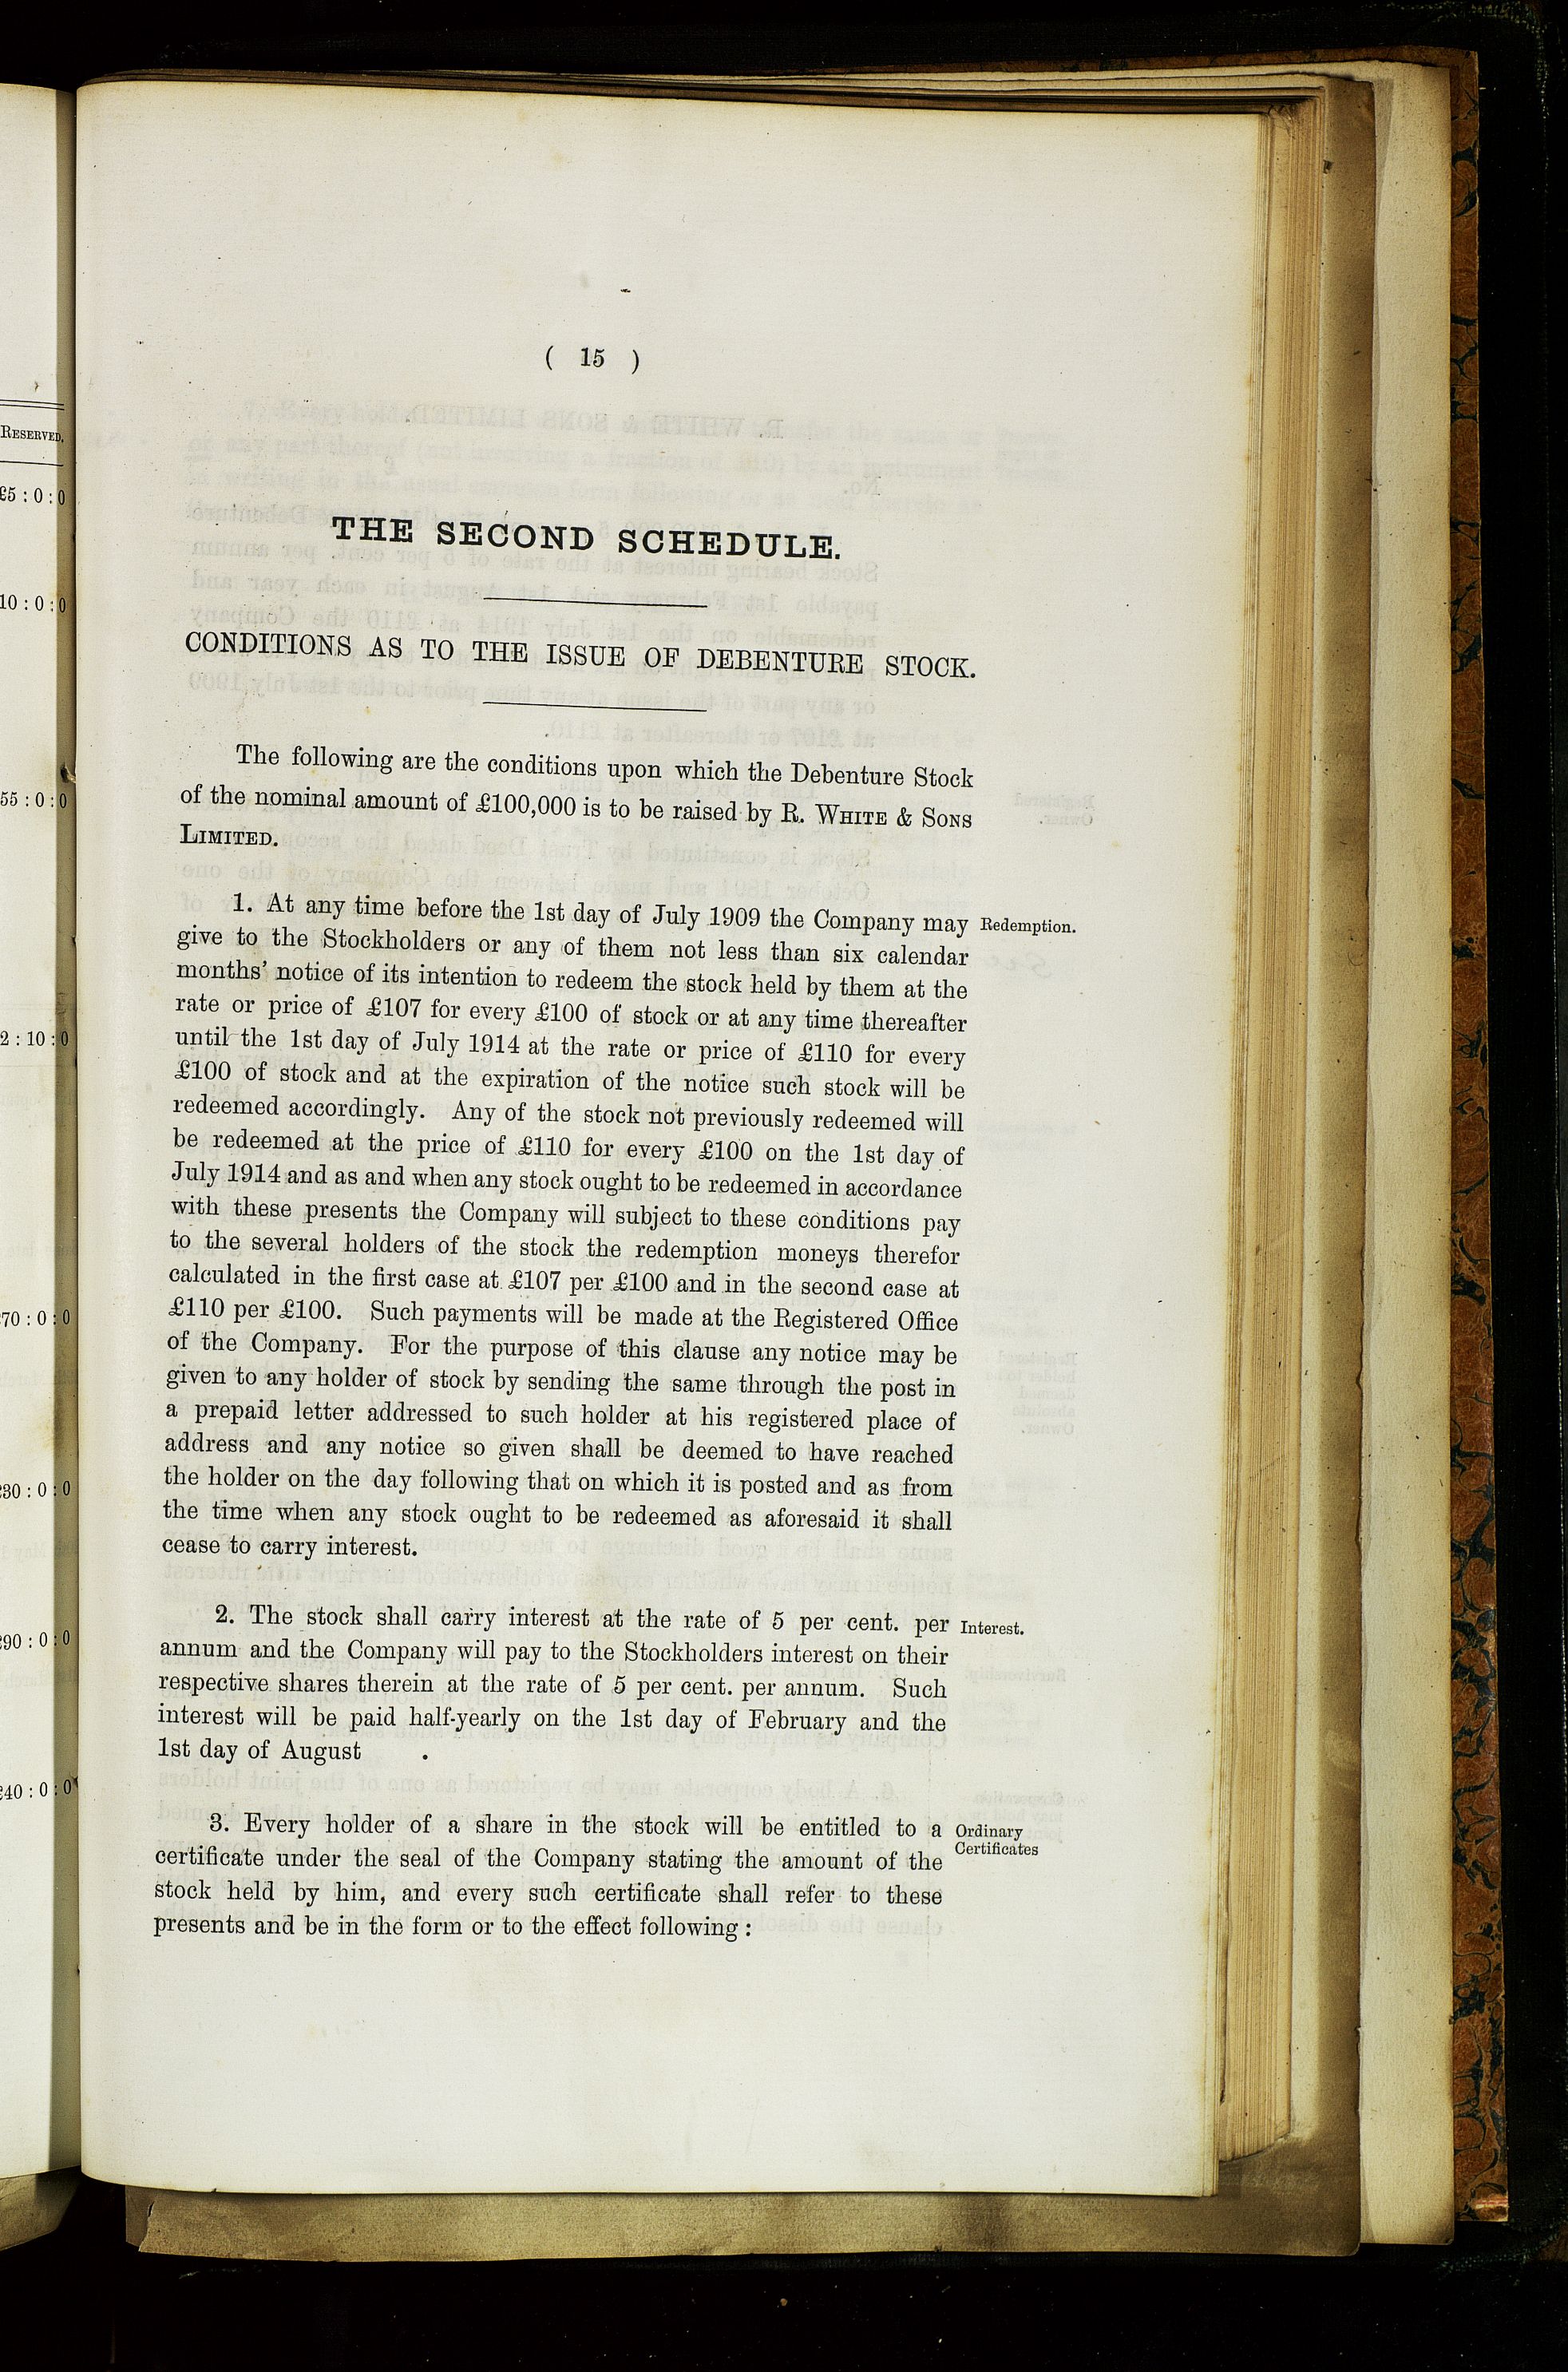 RESERVED.
£5 : 0 : 0
10 : 0 : 0
55 : 0 : 0
2 : 10 : 0
70 : 0 : 0
30 : 0 : 0
90 : 0 : 0
£40 : 0 : 0
( 15 )
THE SECOND SCHEDULE.
CONDITIONS AS TO THE ISSUE OF DEBENTURE STOCK.
The following are the conditions upon which the Debenture Stock
of the nominal amount of £100,000 is to be raised by R. WHITE & SONS
LIMITED.
1. At any time before the 1st day of July 1909 the Company may Redemption.
give to the Stockholders or any of them not less than six calendar
months' notice of its intention to redeem the stock held by them at the
rate or price of £107 for every £100 of stock or at any time thereafter
until the 1st day of July 1914 at the rate or price of £110 for every
£100 of stock and at the expiration of the notice such stock will be
redeemed accordingly. Any of the stock not previously redeemed will
be redeemed at the price of £110 for every £100 on the 1st day of
July 1914 and as and when any stock ought to be redeemed in accordance
with these presents the Company will subject to these conditions pay
to the several holders of the stock the redemption moneys therefor
calculated in the first case at £107 per £100 and in the second case at
£110 per £100. Such payments will be made at the Registered Office
of the Company. For the purpose of this clause any notice may be
given to any holder of stock by sending the same through the post in
a prepaid letter addressed to such holder at his registered place of
address and any notice so given shall be deemed to have reached
the holder on the day following that on which it is posted and as from
the time when any stock ought to be redeemed as aforesaid it shall
cease to carry interest.
2. The stock shall carry interest at the rate of 5 per cent. per Interest.
annum and the Company will pay to the Stockholders interest on their
respective shares therein at the rate of 5 per cent. per annum. Such
interest will be paid half-yearly on the 1st day of February and the
1st day of August .
3. Every holder of a share in the stock will be entitled to a Ordinary
Certificates
certificate under the seal of the Company stating the amount of the
stock held by him, and every such certificate shall refer to these
presents and be in the form or to the effect following :